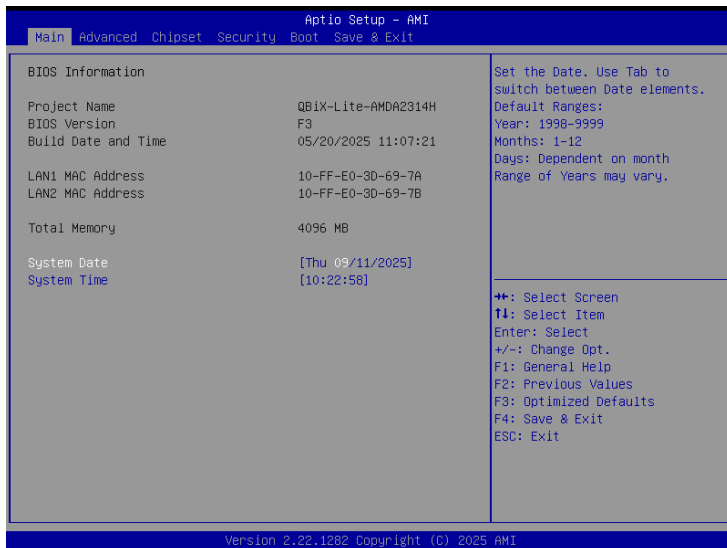 Aptio Setup - AMI
Main Advanced Chipset Security Boot Save & Exit
BIOS Information
Project Name QBiX-Lite-AMDA2314H
BIOS Version F3
Build Date and Time 05/20/2025 11:07:21
LAN1 MAC Address 10-FF-E0-3D-69-7A
LAN2 MAC Address 10-FF-E0-3D-69-7B
Total Memory 4096 MB
System Date [Thu 09/11/2025]
System Time [10:22:58]
Set the Date. Use Tab to
switch between Date elements.
Default Ranges:
Year: 1998-9999
Months: 1-12
Days: Dependent on month
Range of Years may vary.
→←: Select Screen
↑↓: Select Item
Enter: Select
+/-: Change Opt.
F1: General Help
F2: Previous Values
F3: Optimized Defaults
F4: Save & Exit
ESC: Exit
Version 2.22.1282 Copyright (C) 2025 AMI